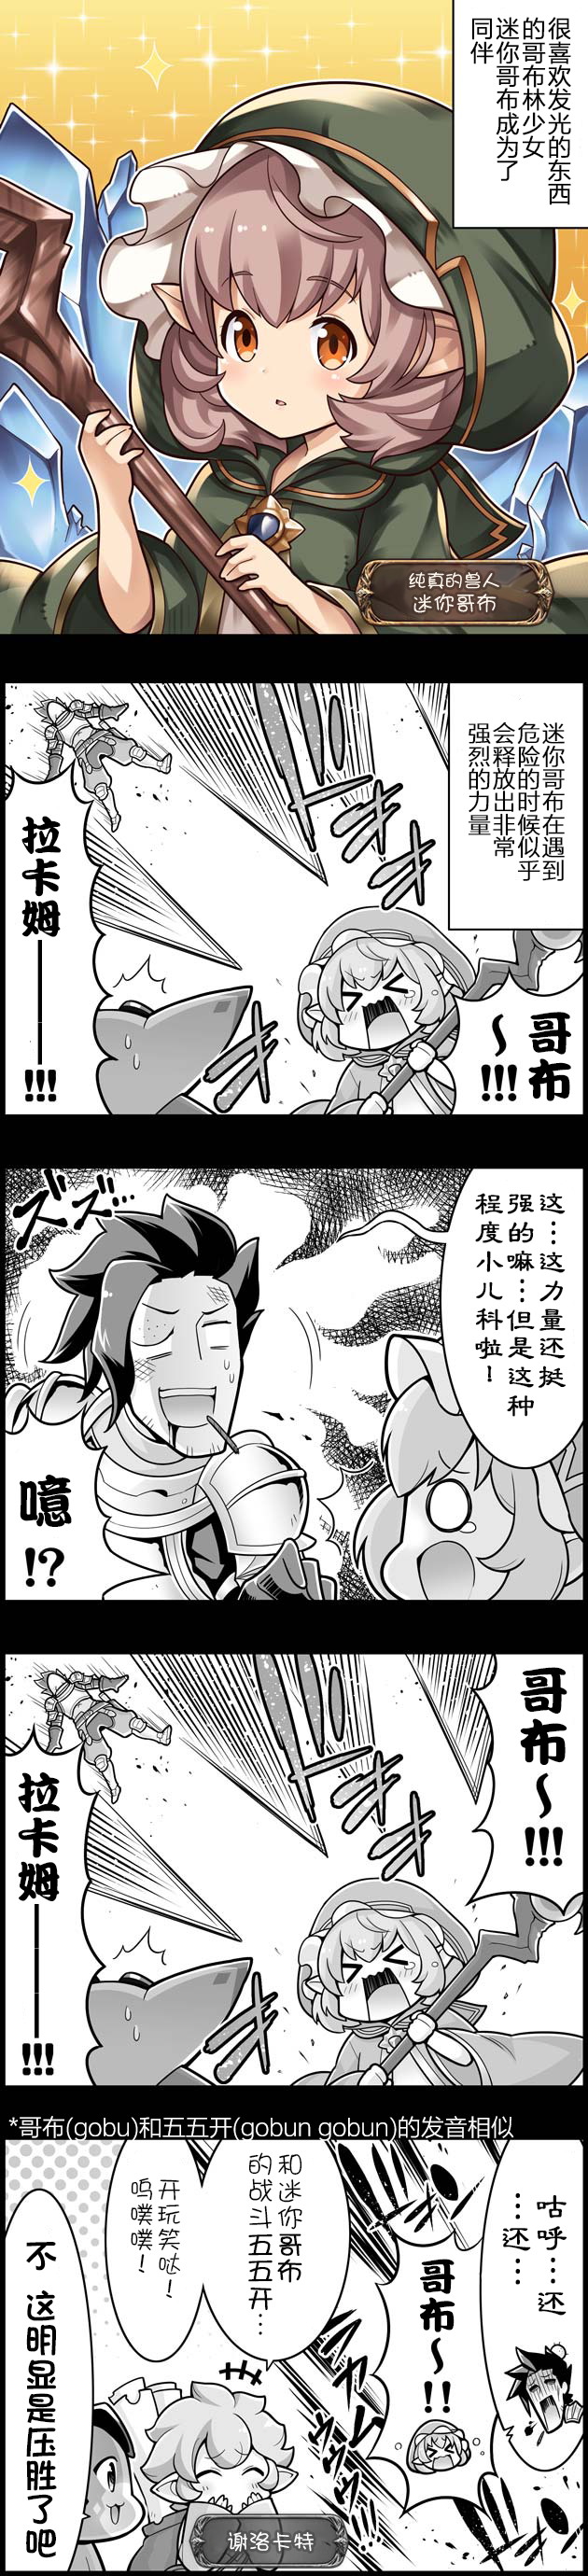 很喜欢发光的东西
的哥布林少女
迷你哥布成为了
同伴
纯真的兽人
迷你哥布
迷你哥布在遇到
危险的时候似乎
会释放出非常
强烈的力量
哥布
～!!!
拉卡姆——!!!
这…这力量还挺
强的嘛…但是这种
程度小儿科啦！
ズズズ…
噫!?
哥布～!!!
拉卡姆——!!!
*哥布(gobu)和五五开(gobun gobun)的发音相似
咕呼…还
…还…
哥布～!!
和迷你哥布
的战斗五五开…
开玩笑哒！
呜噗噗！
不 这明显是压胜了吧
谢洛卡特